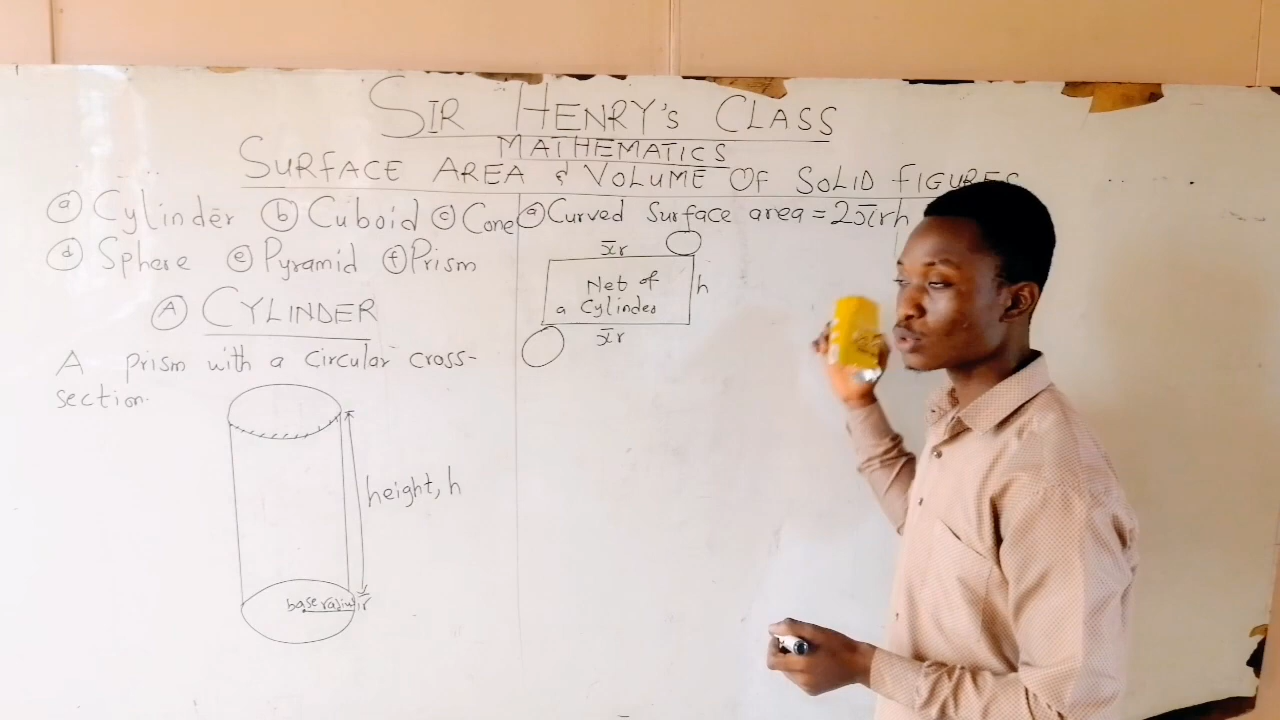 SIR HENRY'S CLASS
MATHEMATICS
SURFACE AREA & VOLUME OF SOLID FIGURES
ⓐ Cylinder ⓑ Cuboid ⓒ Cone
ⓓ Sphere ⓔ Pyramid ⓕ Prism
Ⓐ CYLINDER
A prism with a circular cross-
section.
height, h
base radius, r
ⓐ Curved Surface area = 2πrh
πr
Net of
a Cylinder
h
πr